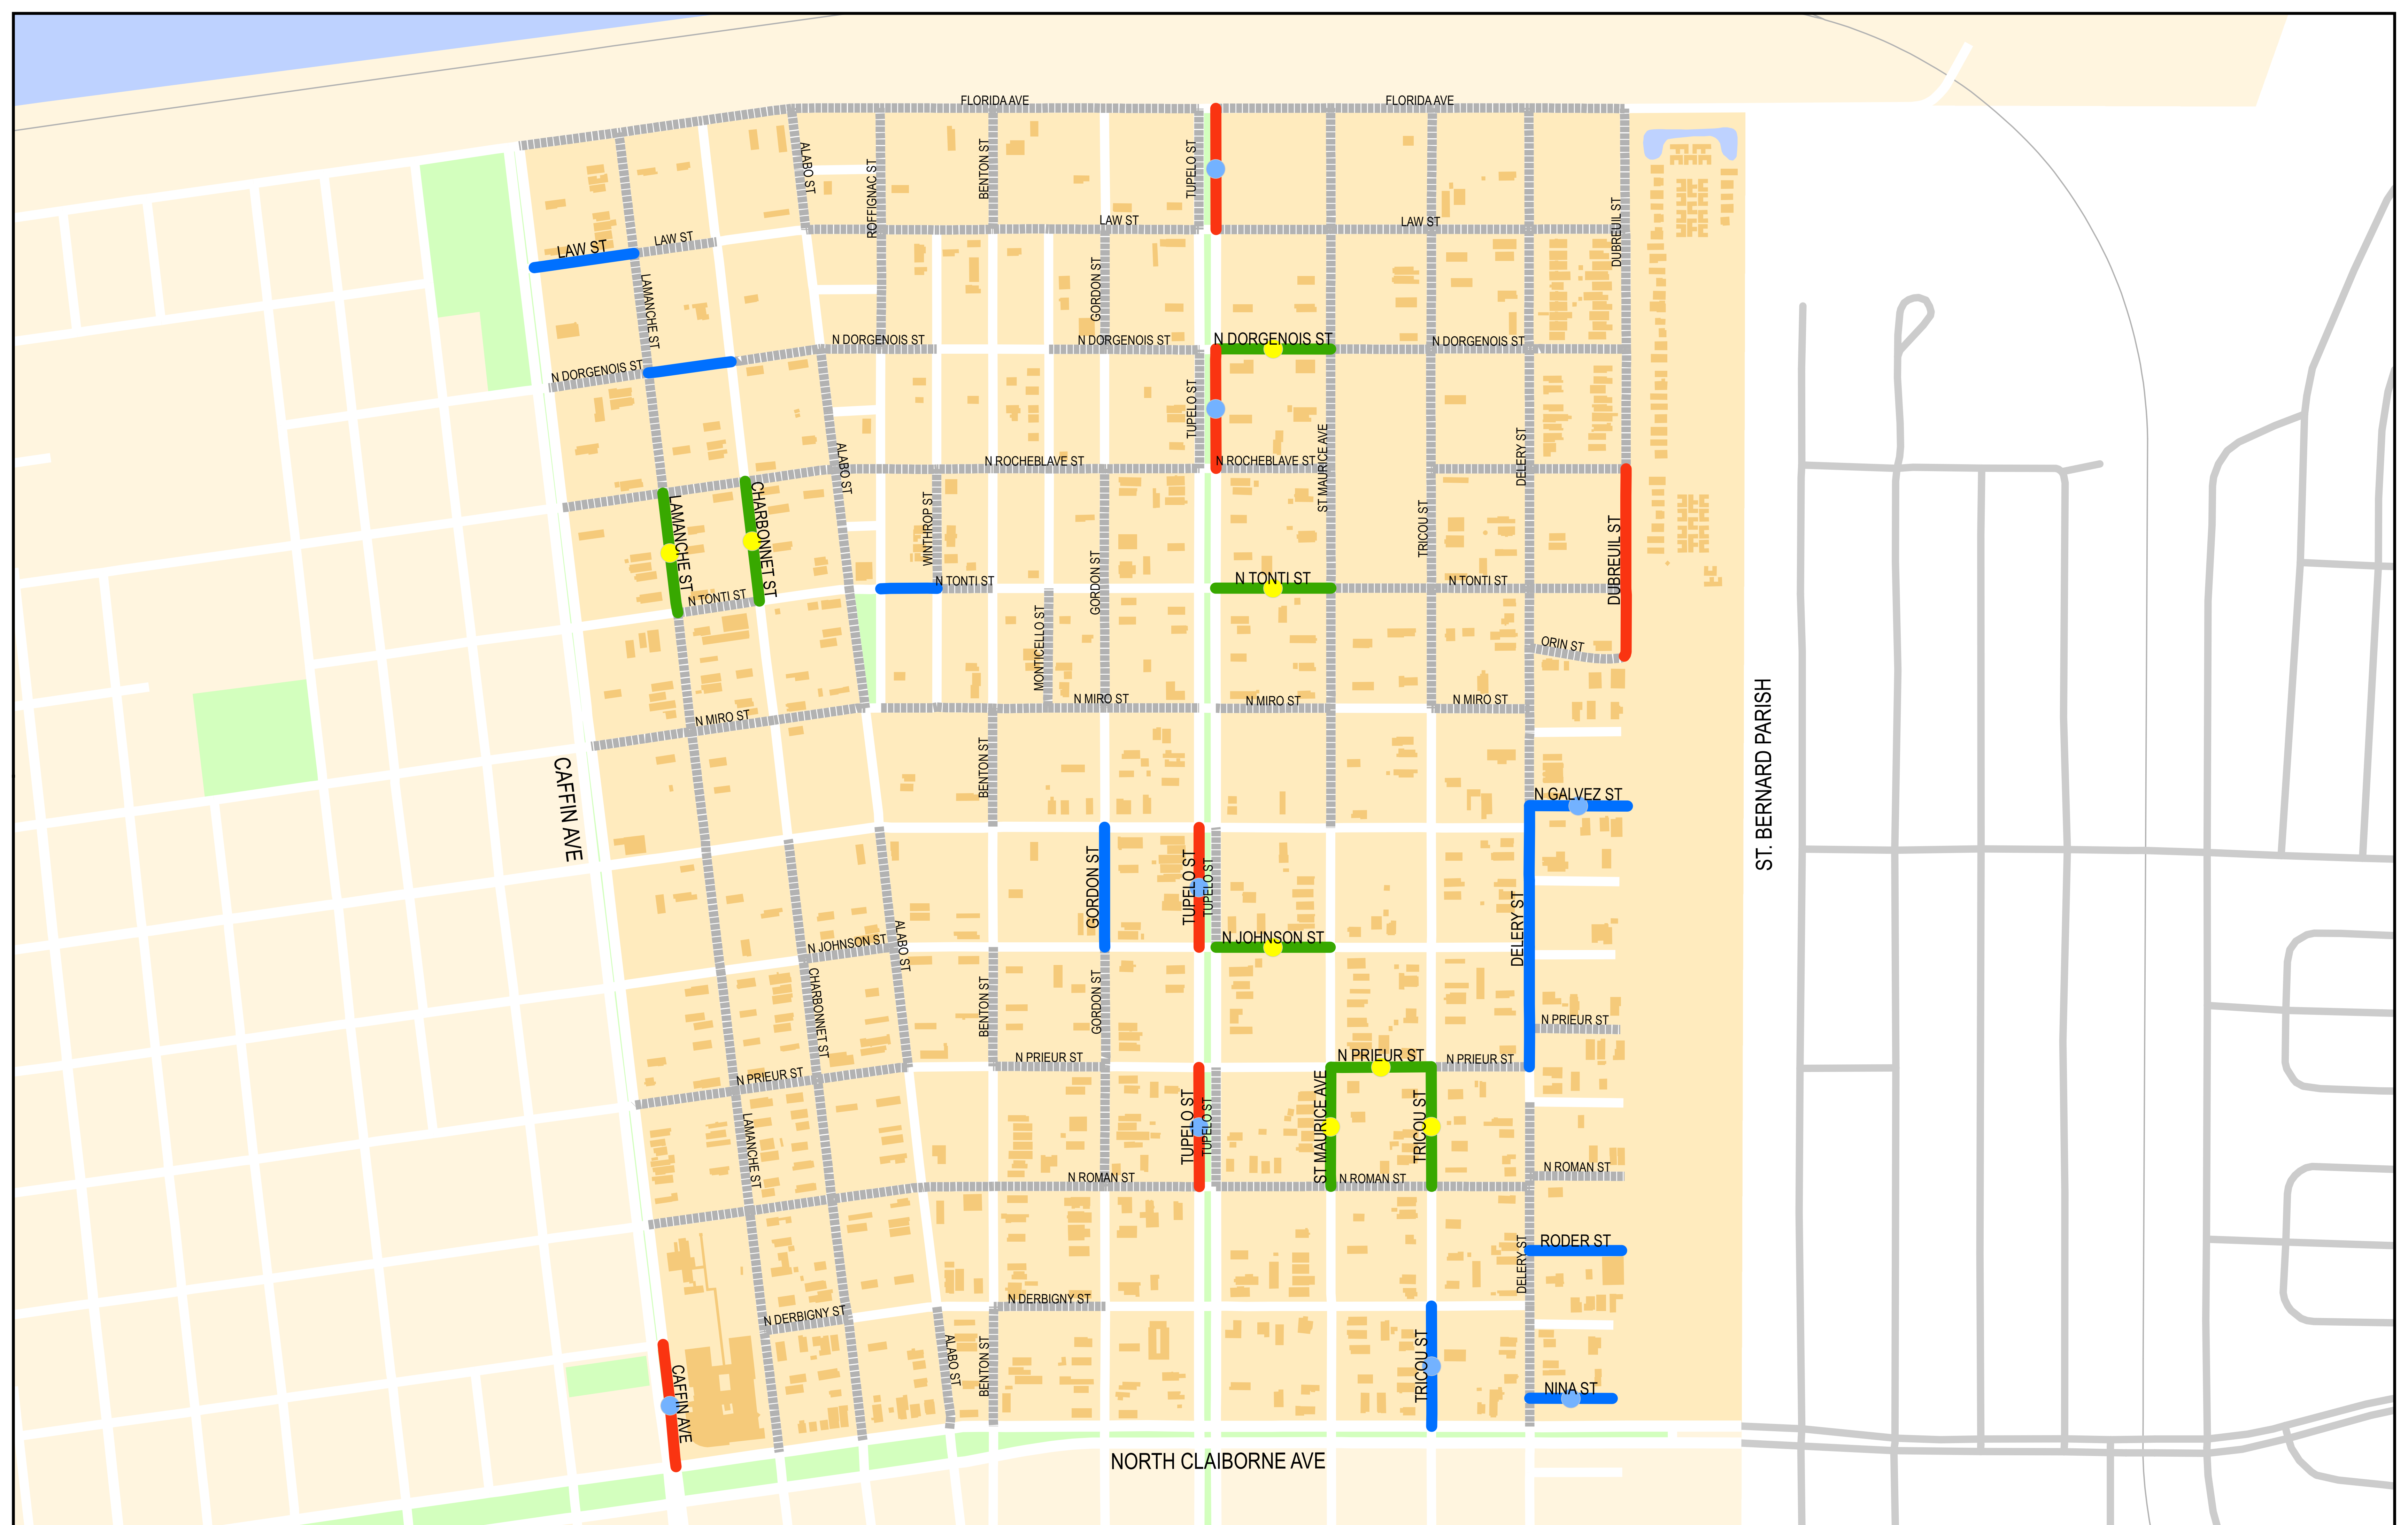 FLORIDA AVE
FLORIDA AVE
ALABO ST
ROFFIGNAC ST
BENTON ST
TUPELO ST
LAW ST
LAW ST
LAW ST
LAW ST
DUBREUIL ST
LAMANCHE ST
GORDON ST
N DORGENOIS ST
N DORGENOIS ST
N DORGENOIS ST
N DORGENOIS ST
N DORGENOIS ST
TUPELO ST
ST MAURICE AVE
DELERY ST
ALABO ST
N ROCHEBLAVE ST
N ROCHEBLAVE ST
LAMANCHE ST
CHARBONNET ST
WINTHROP ST
TRICOU ST
DUBREUIL ST
GORDON ST
N TONTI ST
N TONTI ST
N TONTI ST
N TONTI ST
MONTICELLO ST
ORIN ST
N MIRO ST
N MIRO ST
N MIRO ST
N MIRO ST
ST. BERNARD PARISH
CAFFIN AVE
BENTON ST
N GALVEZ ST
GORDON ST
TUPELO ST
TUPELO ST
DELERY ST
N JOHNSON ST
ALABO ST
N JOHNSON ST
CHARBONNET ST
BENTON ST
GORDON ST
N PRIEUR ST
N PRIEUR ST
N PRIEUR ST
N PRIEUR ST
N PRIEUR ST
LAMANCHE ST
TUPELO ST
TUPELO ST
ST MAURICE AVE
TRICOU ST
N ROMAN ST
N ROMAN ST
N ROMAN ST
DELERY ST
RODER ST
N DERBIGNY ST
N DERBIGNY ST
ALABO ST
BENTON ST
TRICOU ST
NINA ST
CAFFIN AVE
NORTH CLAIBORNE AVE